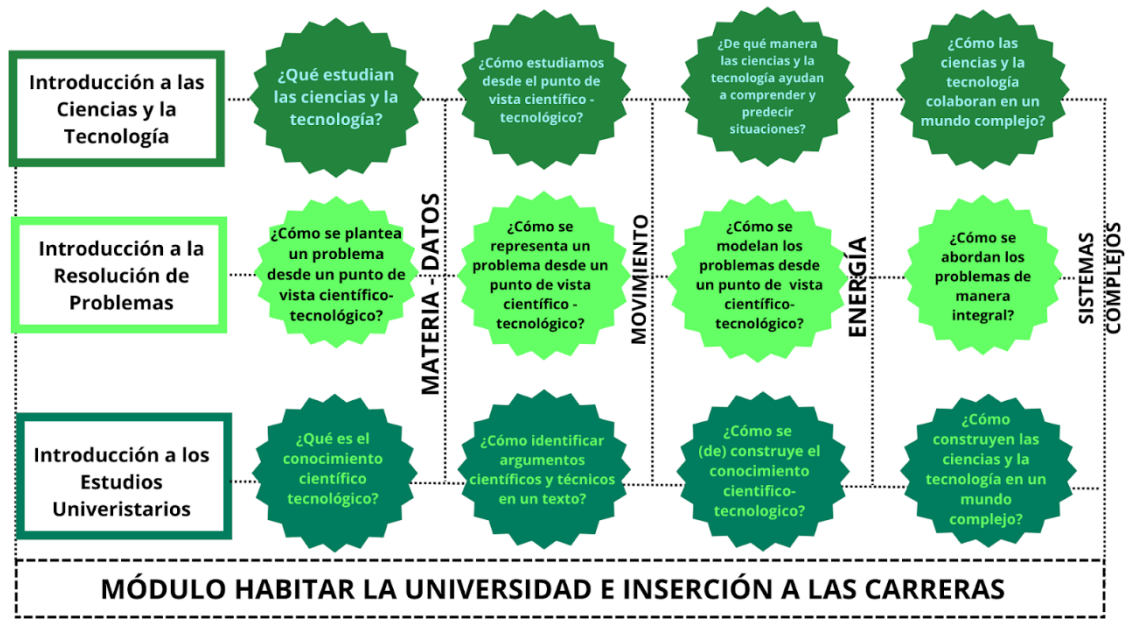 Introducción a las
Ciencias y la
Tecnología
¿Qué estudian
las ciencias y la
tecnología?
¿Cómo estudiamos
desde el punto de
vista científico -
tecnológico?
¿De qué manera
las ciencias y la
tecnología ayudan
a comprender y
predecir
situaciones?
¿Cómo las
ciencias y la
tecnología
colaboran en un
mundo complejo?
Introducción a la
Resolución de
Problemas
¿Cómo se plantea
un problema
desde un punto de
vista científico-
tecnológico?
MATERIA - DATOS
¿Cómo se
representa un
problema desde un
punto de vista
científico -
tecnológico?
MOVIMIENTO
¿Cómo se
modelan los
problemas desde
un punto de vista
científico-
tecnológico?
ENERGÍA
¿Cómo se
abordan los
problemas de
manera
integral?
SISTEMAS
COMPLEJOS
Introducción a los
Estudios
Univeristarios
¿Qué es el
conocimiento
científico
tecnológico?
¿Cómo identificar
argumentos
científicos y técnicos
en un texto?
¿Cómo se
(de) construye el
conocimiento
cientifico-
tecnologico?
¿Cómo
construyen las
ciencias y la
tecnología en un
mundo
complejo?
MÓDULO HABITAR LA UNIVERSIDAD E INSERCIÓN A LAS CARRERAS